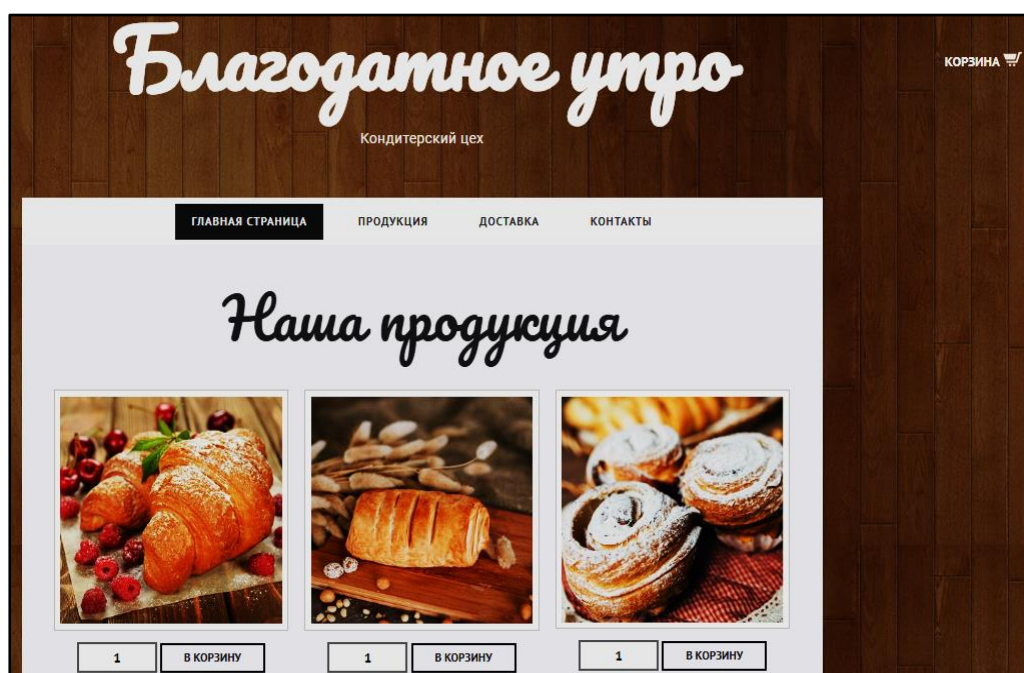 Благодатное утро
КОРЗИНА
Кондитерский цех
ГЛАВНАЯ СТРАНИЦА ПРОДУКЦИЯ ДОСТАВКА КОНТАКТЫ
Наша продукция
1 В КОРЗИНУ 1 В КОРЗИНУ 1 В КОРЗИНУ